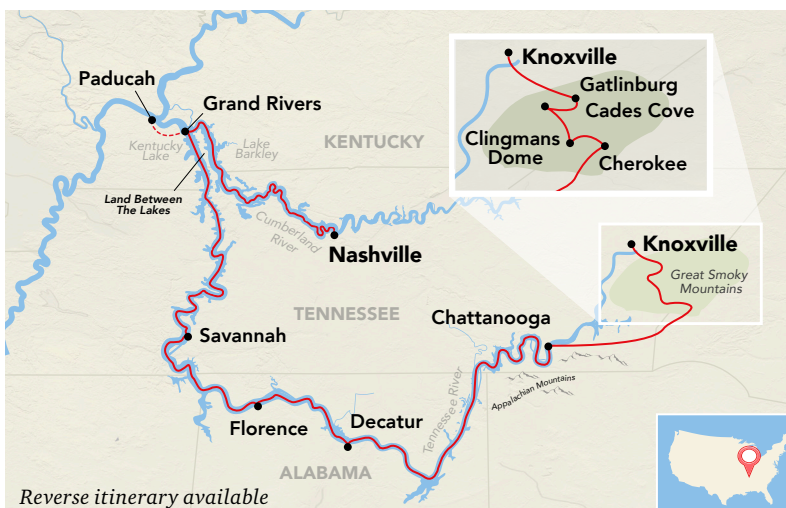 Knoxville
Gatlinburg
Cades Cove
Clingmans
Dome
Cherokee
Paducah
Grand Rivers
Kentucky
Lake
Lake
Barkley
KENTUCKY
Land Between
The Lakes
Cumberland
River
Nashville
Knoxville
Great Smoky
Mountains
TENNESSEE
Chattanooga
Savannah
Tennessee River
Appalachian Mountains
Florence
Decatur
ALABAMA
Reverse itinerary available